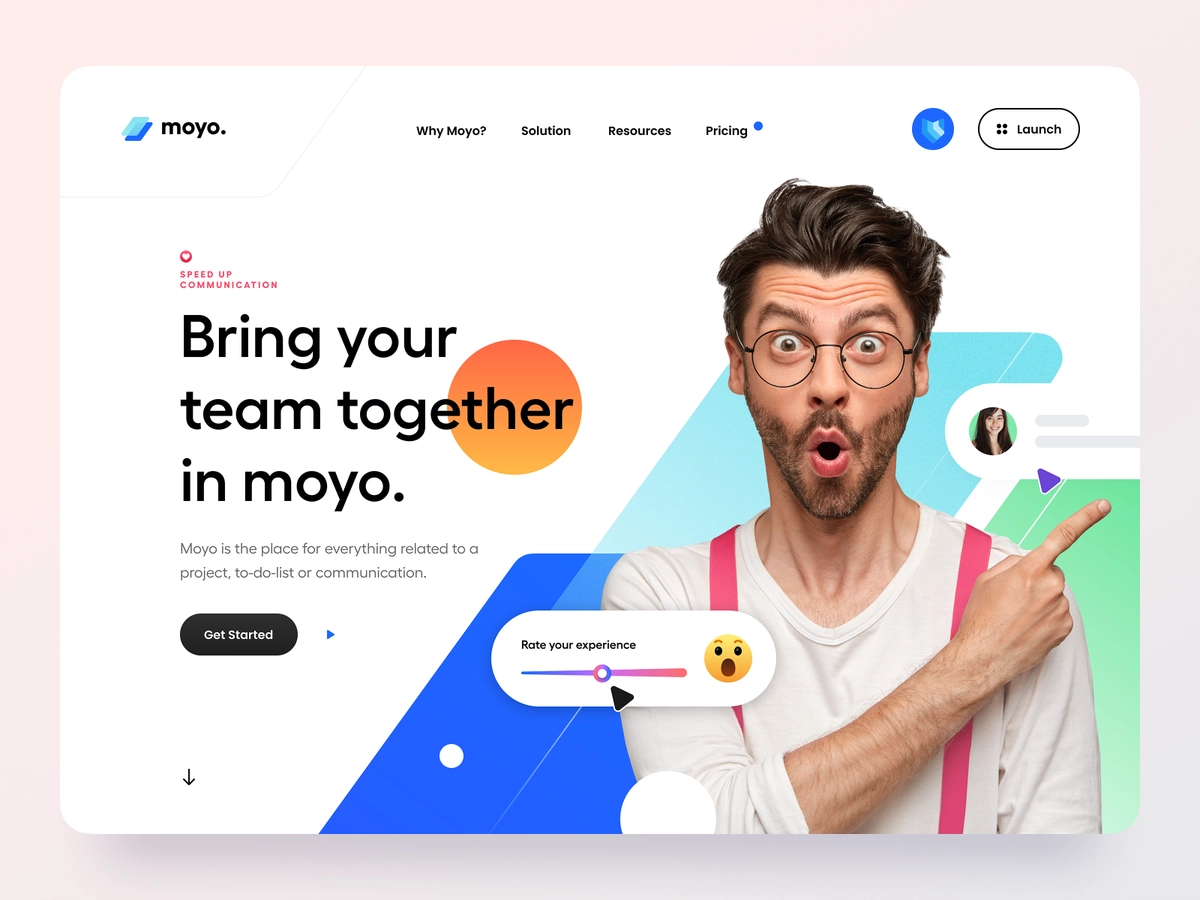 moyo.
Why Moyo?
Solution
Resources
Pricing
Launch
SPEED UP
COMMUNICATION
Bring your
team together
in moyo.
Moyo is the place for everything related to a
project, to-do-list or communication.
Get Started
Rate your experience